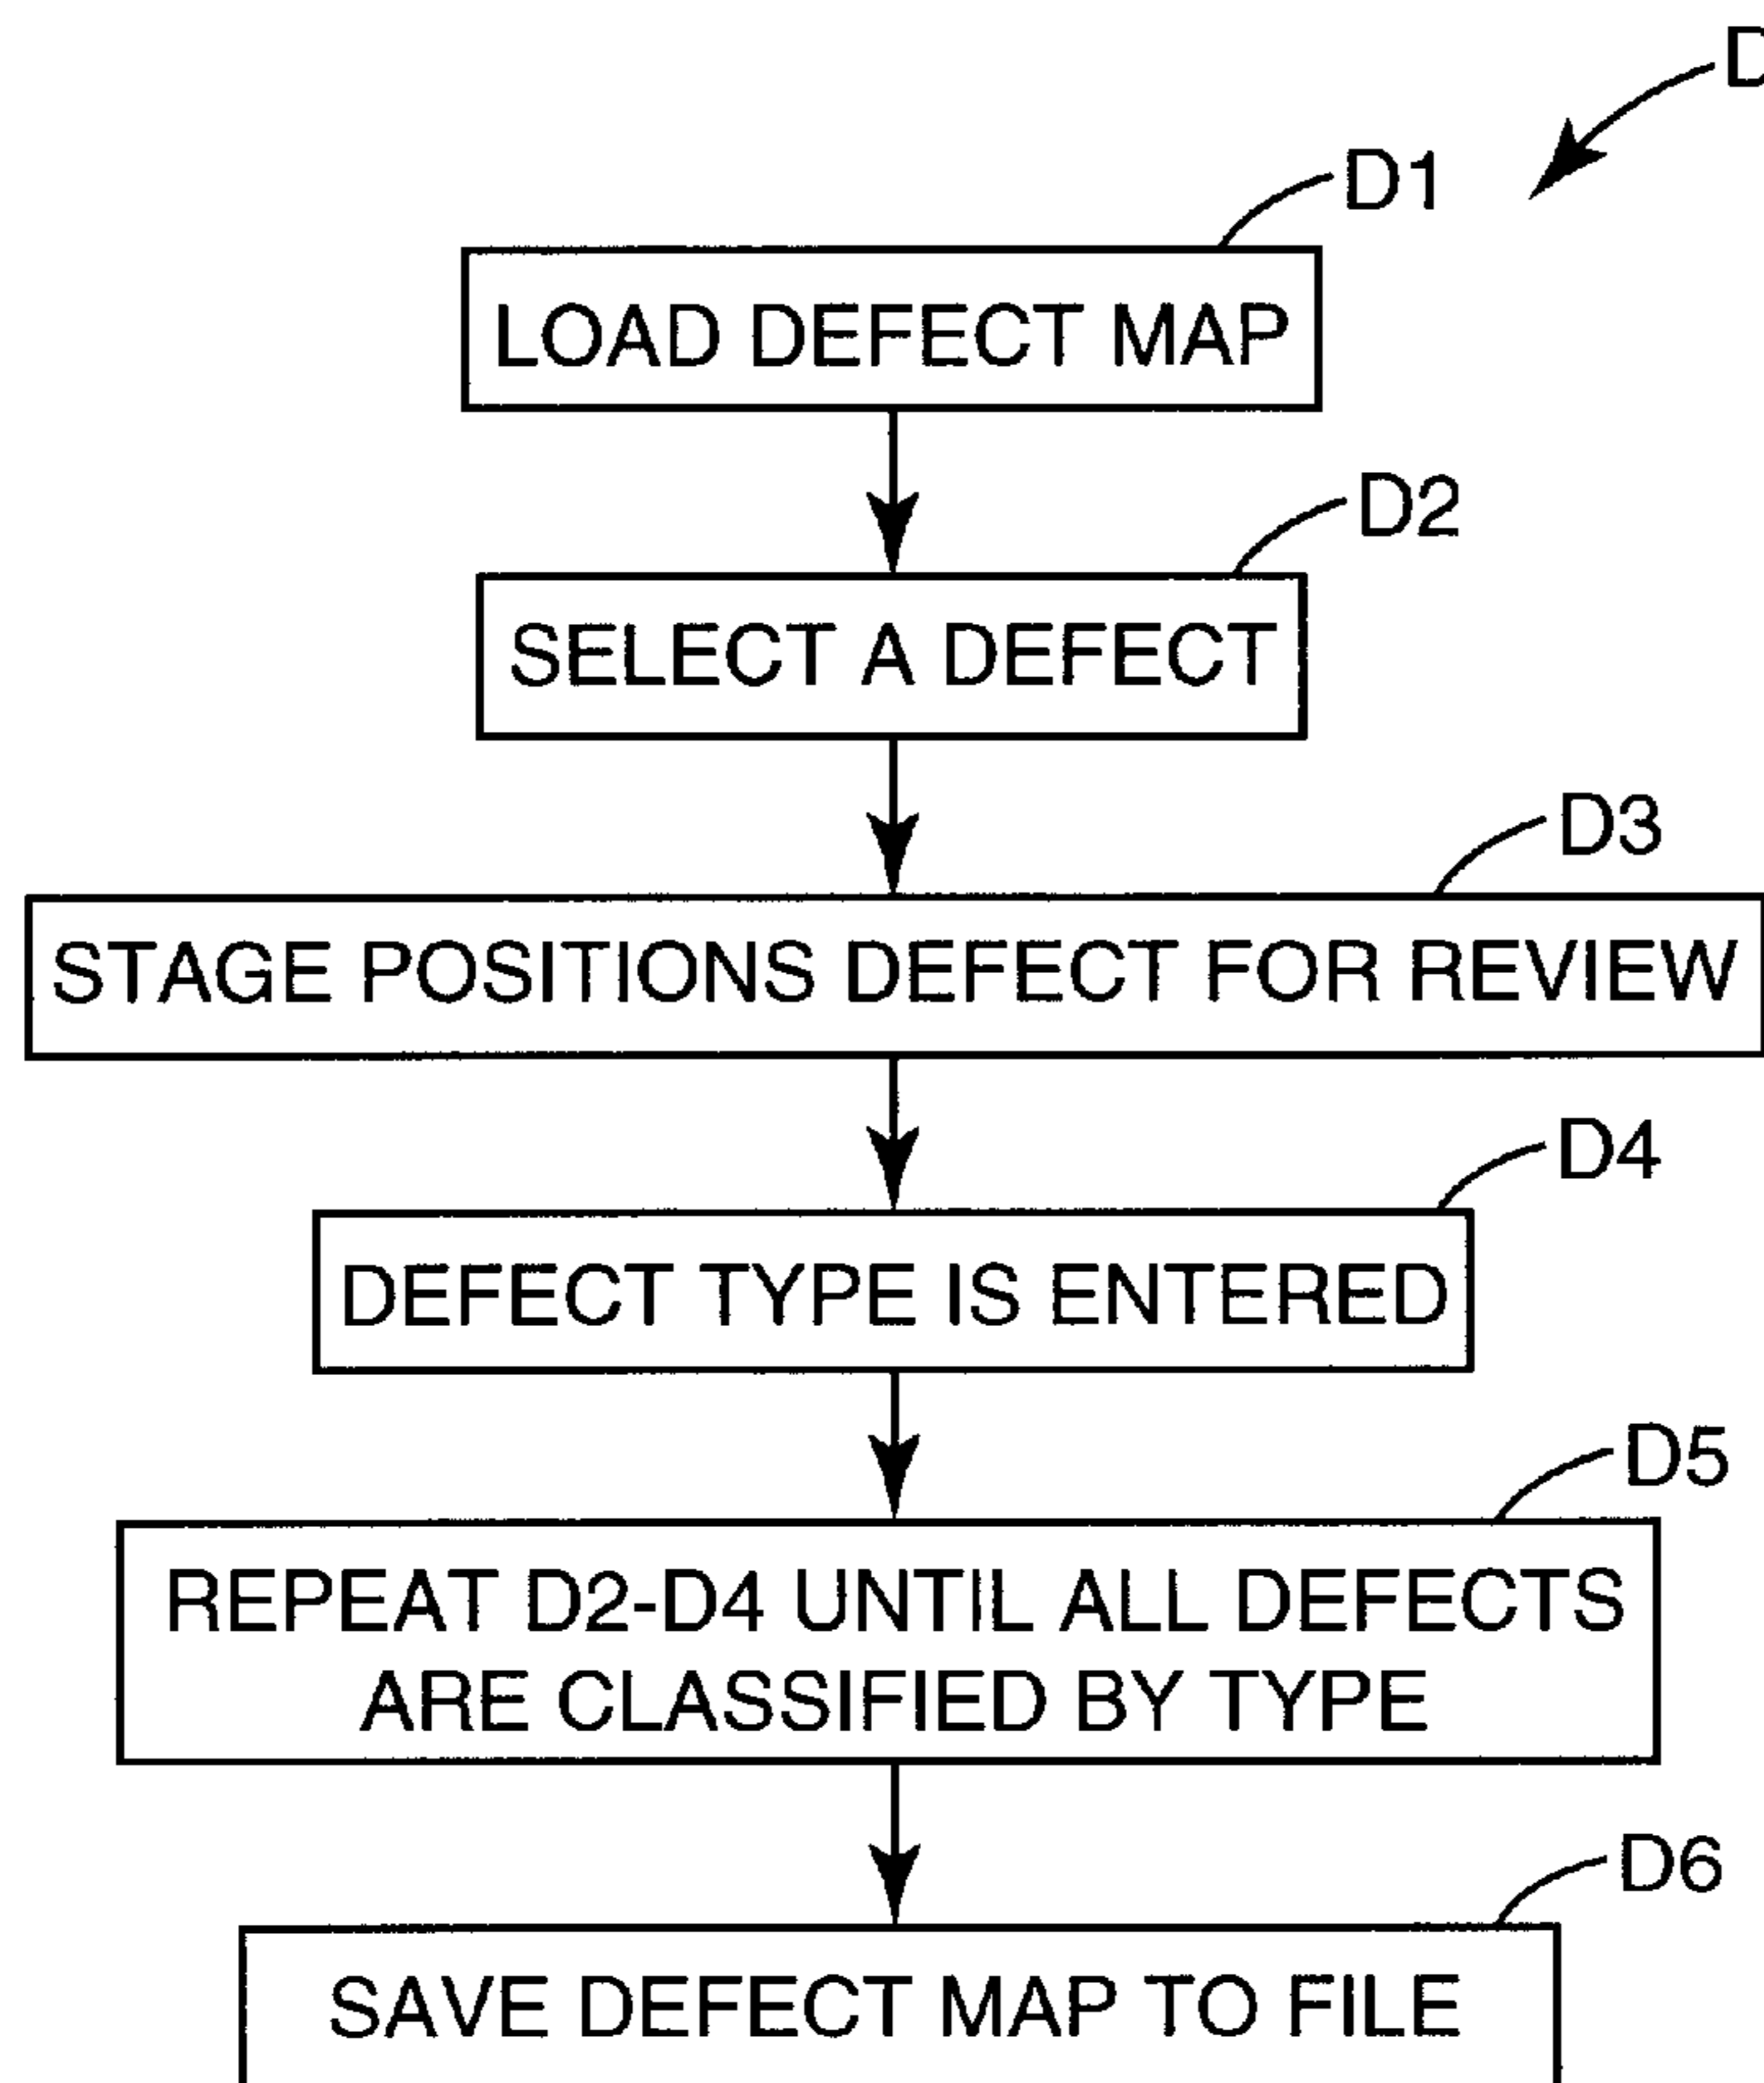 D
D1
LOAD DEFECT MAP
D2
SELECT A DEFECT
D3
STAGE POSITIONS DEFECT FOR REVIEW
D4
DEFECT TYPE IS ENTERED
D5
REPEAT D2-D4 UNTIL ALL DEFECTS
ARE CLASSIFIED BY TYPE
D6
SAVE DEFECT MAP TO FILE